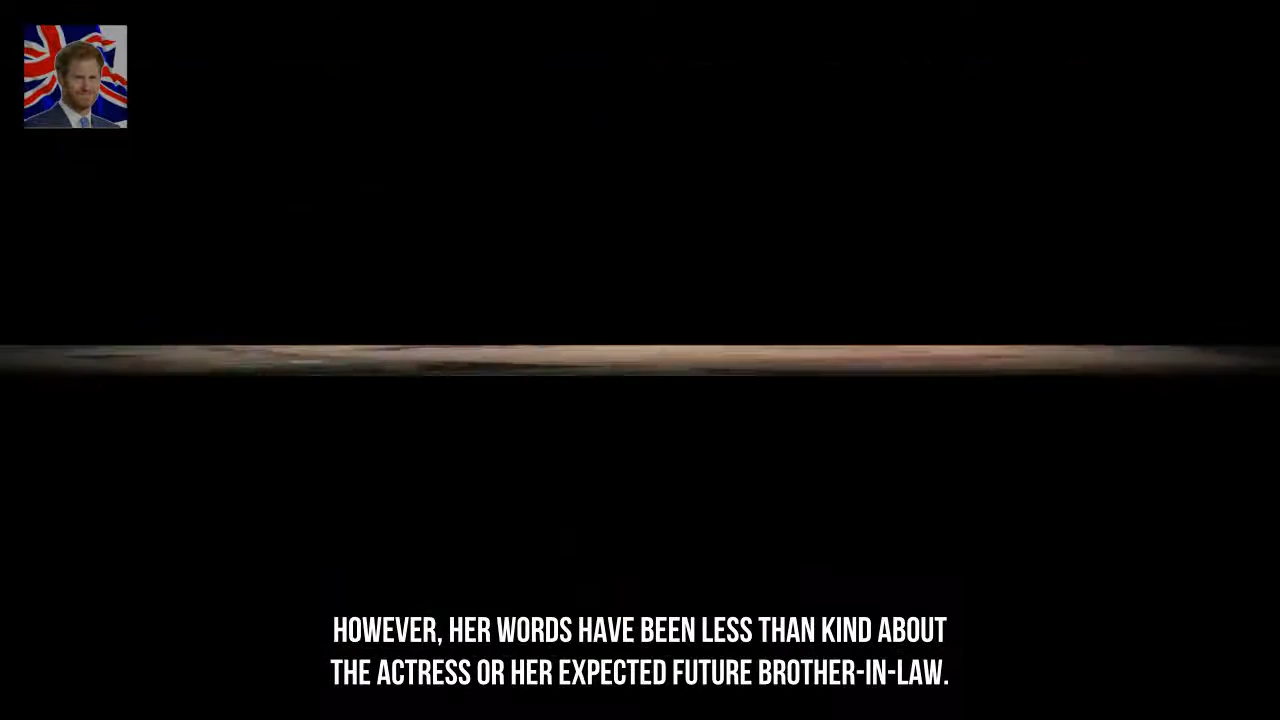 HOWEVER, HER WORDS HAVE BEEN LESS THAN KIND ABOUT
THE ACTRESS OR HER EXPECTED FUTURE BROTHER-IN-LAW.